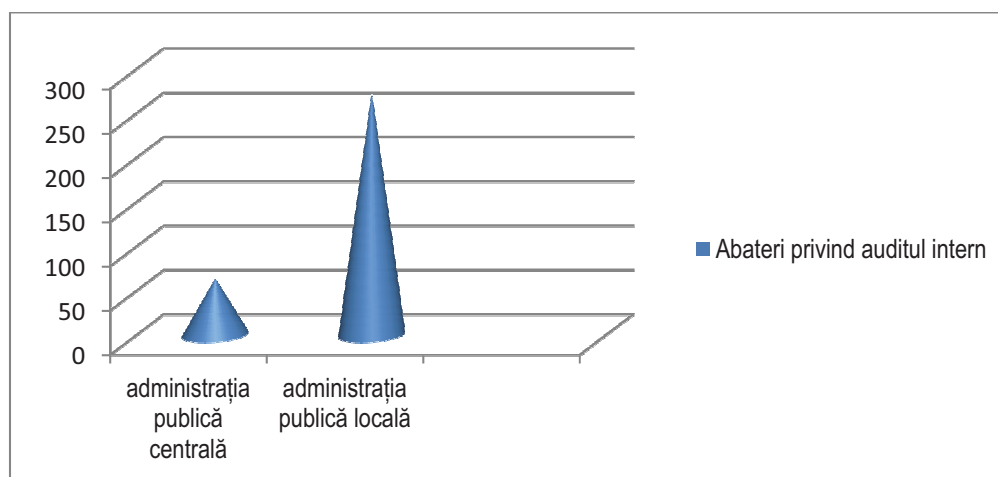 300
250
200
150
100
50
0
administrația
publică
centrală
administrația
publică locală
Abateri privind auditul intern